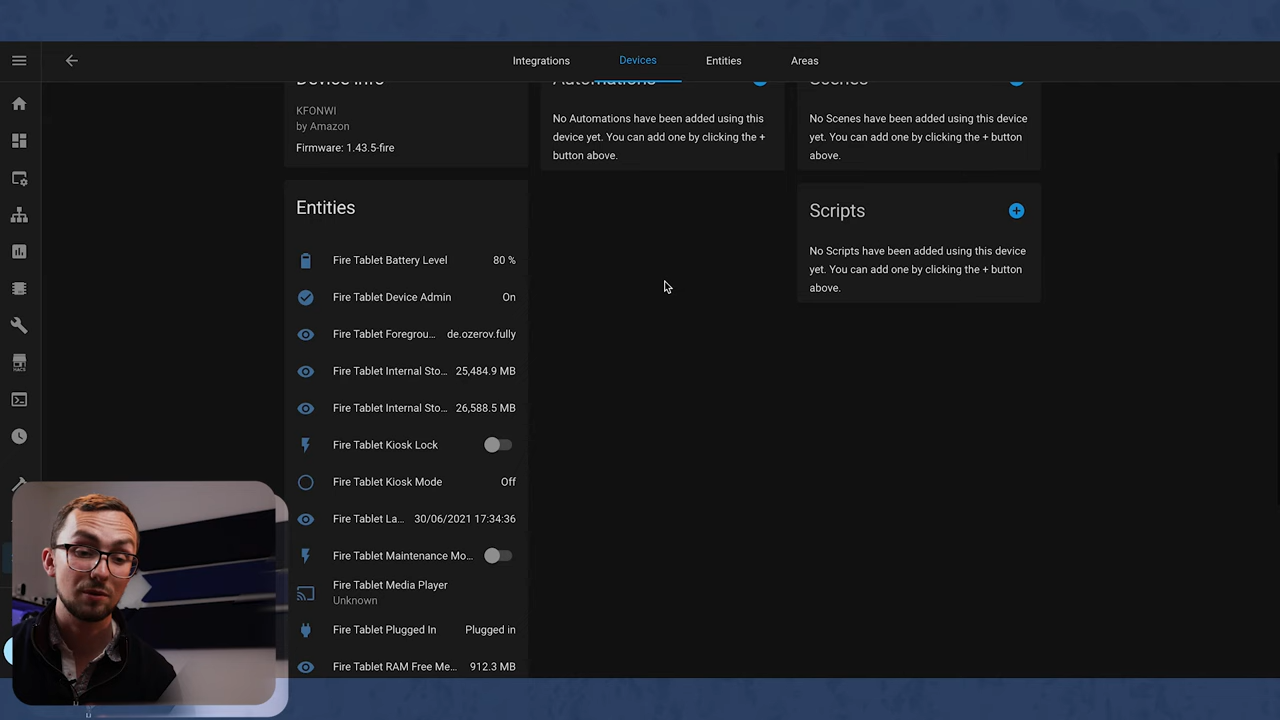 Integrations
Devices
Entities
Areas
Device info
KFONWI
by Amazon
Firmware: 1.43.5-fire
Automations
No Automations have been added using this
device yet. You can add one by clicking the +
button above.
Scenes
No Scenes have been added using this device
yet. You can add one by clicking the + button
above.
Scripts
No Scripts have been added using this device
yet. You can add one by clicking the + button
above.
Entities
Fire Tablet Battery Level 80 %
Fire Tablet Device Admin On
Fire Tablet Foregrou... de.ozerov.fully
Fire Tablet Internal Sto... 25,484.9 MB
Fire Tablet Internal Sto... 26,588.5 MB
Fire Tablet Kiosk Lock
Fire Tablet Kiosk Mode Off
Fire Tablet La... 30/06/2021 17:34:36
Fire Tablet Maintenance Mo...
Fire Tablet Media Player
Unknown
Fire Tablet Plugged In Plugged in
Fire Tablet RAM Free Me... 912.3 MB
HACS